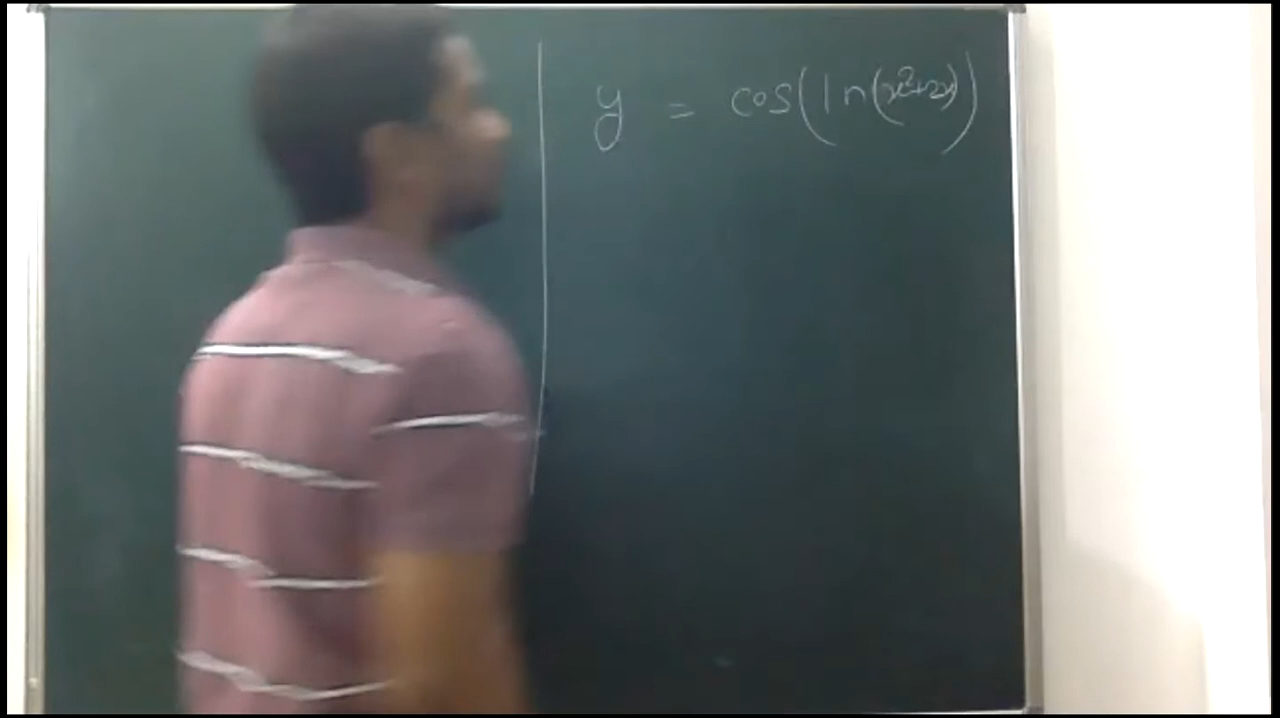 y = cos(ln(x²+2x))